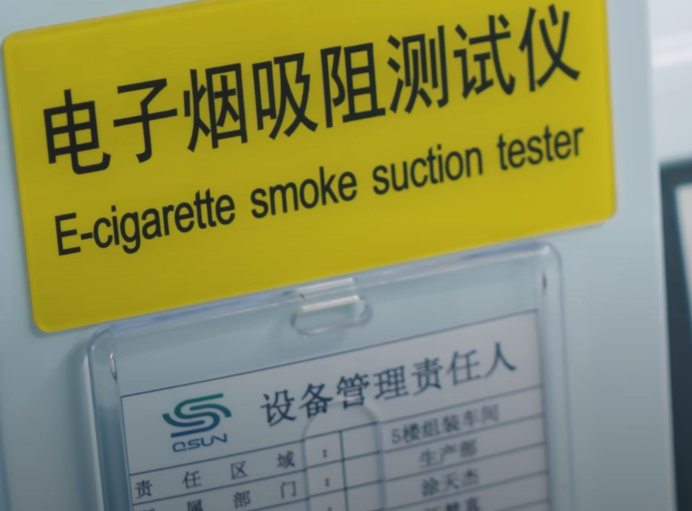 电子烟吸阻测试仪
E-cigarette smoke suction tester
QSUN
设备管理责任人
责任区域：5楼组装车间
属部门：生产部
涂天杰